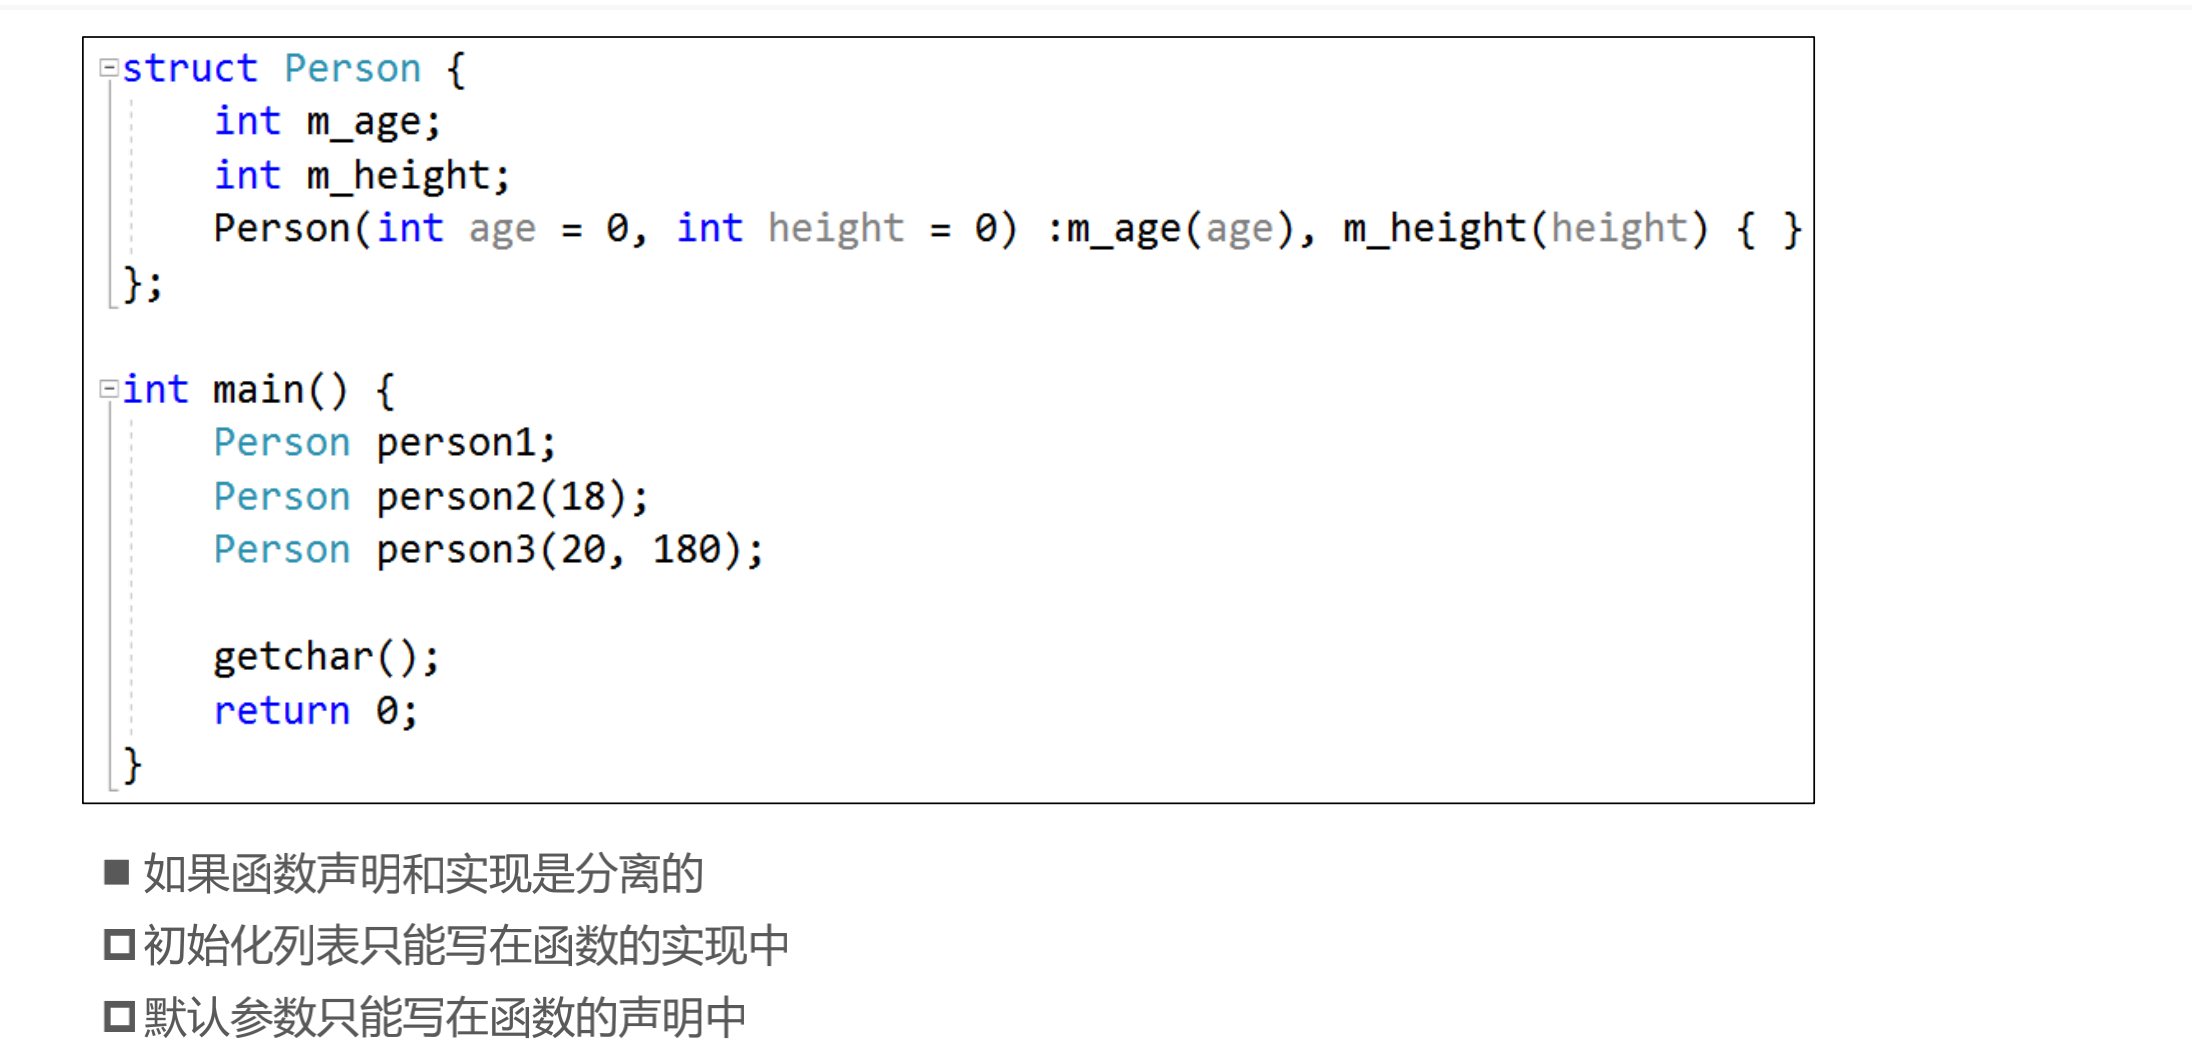 struct Person {
    int m_age;
    int m_height;
    Person(int age = 0, int height = 0) :m_age(age), m_height(height) { }
};
int main() {
    Person person1;
    Person person2(18);
    Person person3(20, 180);
    getchar();
    return 0;
}
■ 如果函数声明和实现是分离的
□ 初始化列表只能写在函数的实现中
□ 默认参数只能写在函数的声明中